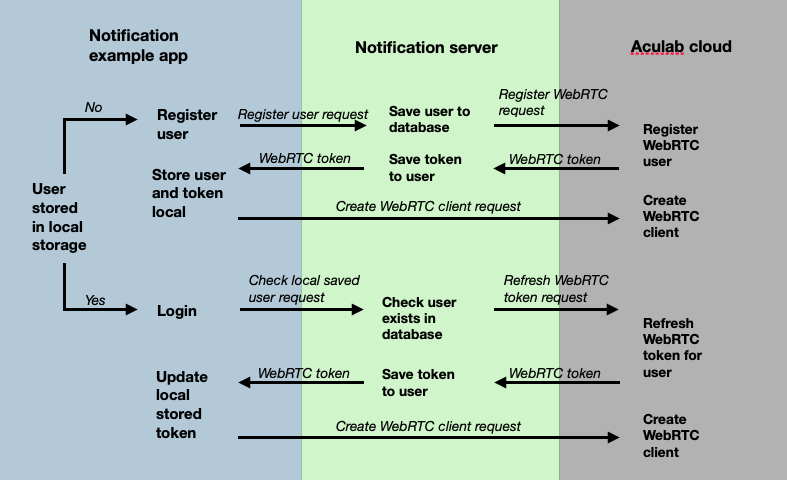 Notification
example app
Notification server
Aculab cloud
No
Register
user
Register user request
Save user to
database
Register WebRTC
request
Register
WebRTC
user
WebRTC token
Save token
to user
WebRTC token
Store user
and token
local
Create WebRTC client request
Create
WebRTC
client
User
stored
in local
storage
Yes
Login
Check local saved
user request
Check user
exists in
database
Refresh WebRTC
token request
Refresh
WebRTC
token for
user
WebRTC token
Save token
to user
WebRTC token
Update
local
stored
token
Create WebRTC client request
Create
WebRTC
client